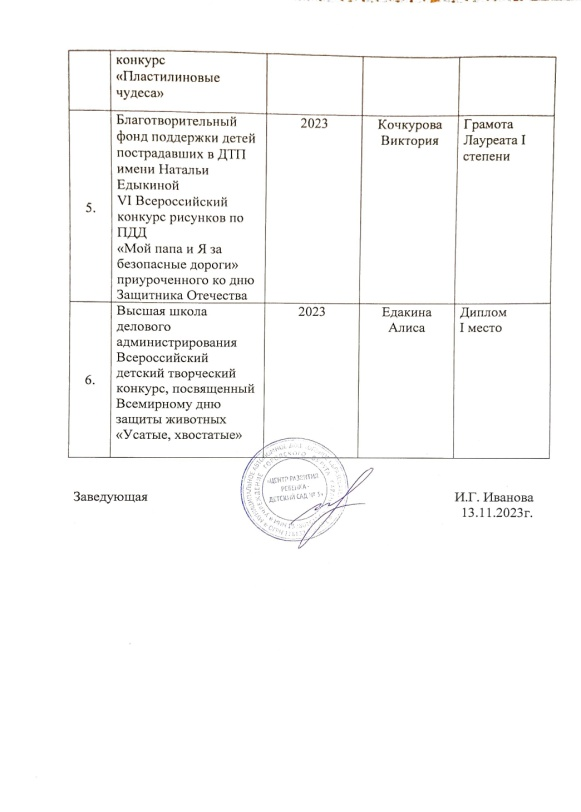 конкурс
«Пластилиновые
чудеса»
5.
Благотворительный
фонд поддержки детей
пострадавших в ДТП
имени Натальи
Едыкиной
VI Всероссийский
конкурс рисунков по
ПДД
«Мой папа и Я за
безопасные дороги»
приуроченного ко дню
Защитника Отечества
2023
Кочкурова
Виктория
Грамота
Лауреата I
степени
6.
Высшая школа
делового
администрирования
Всероссийский
детский творческий
конкурс, посвященный
Всемирному дню
защиты животных
«Усатые, хвостатые»
2023
Едакина
Алиса
Диплом
I место
Заведующая
«ЦЕНТР РАЗВИТИЯ
РЕБЕНКА-
ДЕТСКИЙ САД № 5»
И.Г. Иванова
13.11.2023г.